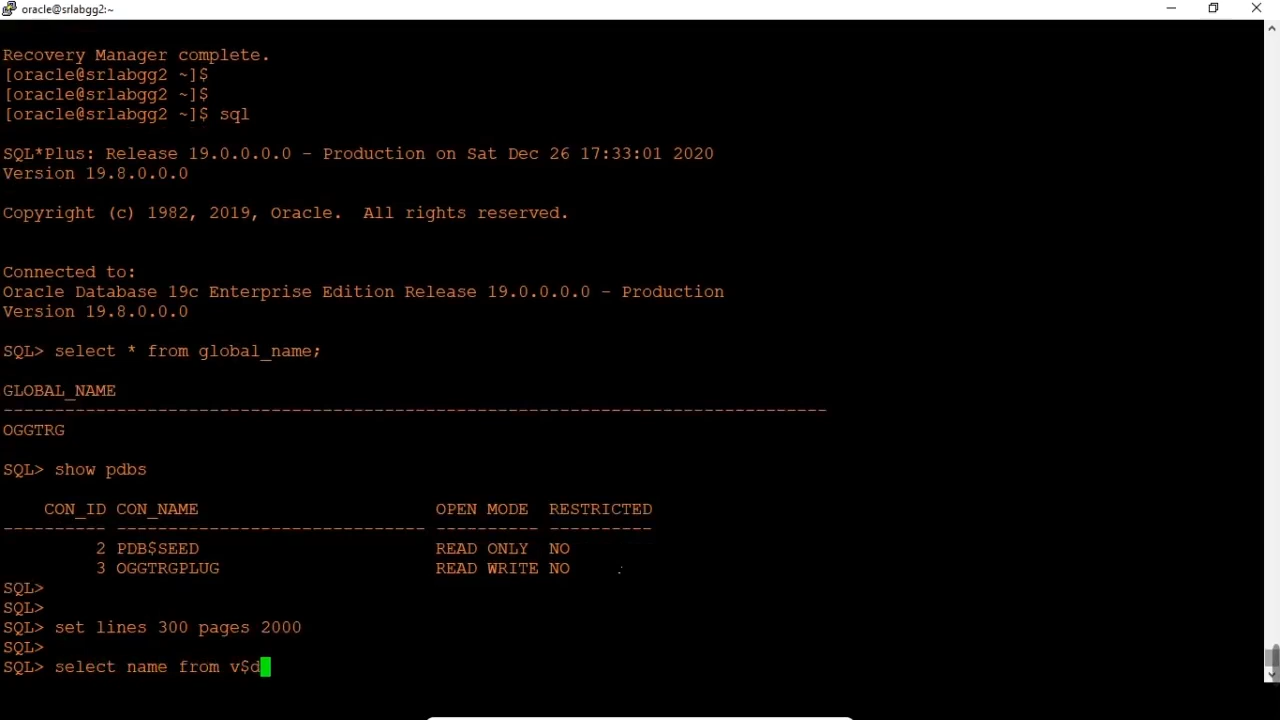 oracle@srlabgg2:~
Recovery Manager complete.
[oracle@srlabgg2 ~]$
[oracle@srlabgg2 ~]$
[oracle@srlabgg2 ~]$ sql
SQL*Plus: Release 19.0.0.0.0 - Production on Sat Dec 26 17:33:01 2020
Version 19.8.0.0.0
Copyright (c) 1982, 2019, Oracle.  All rights reserved.
Connected to:
Oracle Database 19c Enterprise Edition Release 19.0.0.0.0 - Production
Version 19.8.0.0.0
SQL> select * from global_name;
GLOBAL_NAME
--------------------------------------------------------------------------------
OGGTRG
SQL> show pdbs
    CON_ID CON_NAME                       OPEN MODE  RESTRICTED
---------- ------------------------------ ---------- ----------
         2 PDB$SEED                       READ ONLY  NO
         3 OGGTRGPLUG                     READ WRITE NO
SQL>
SQL>
SQL> set lines 300 pages 2000
SQL>
SQL> select name from v$d